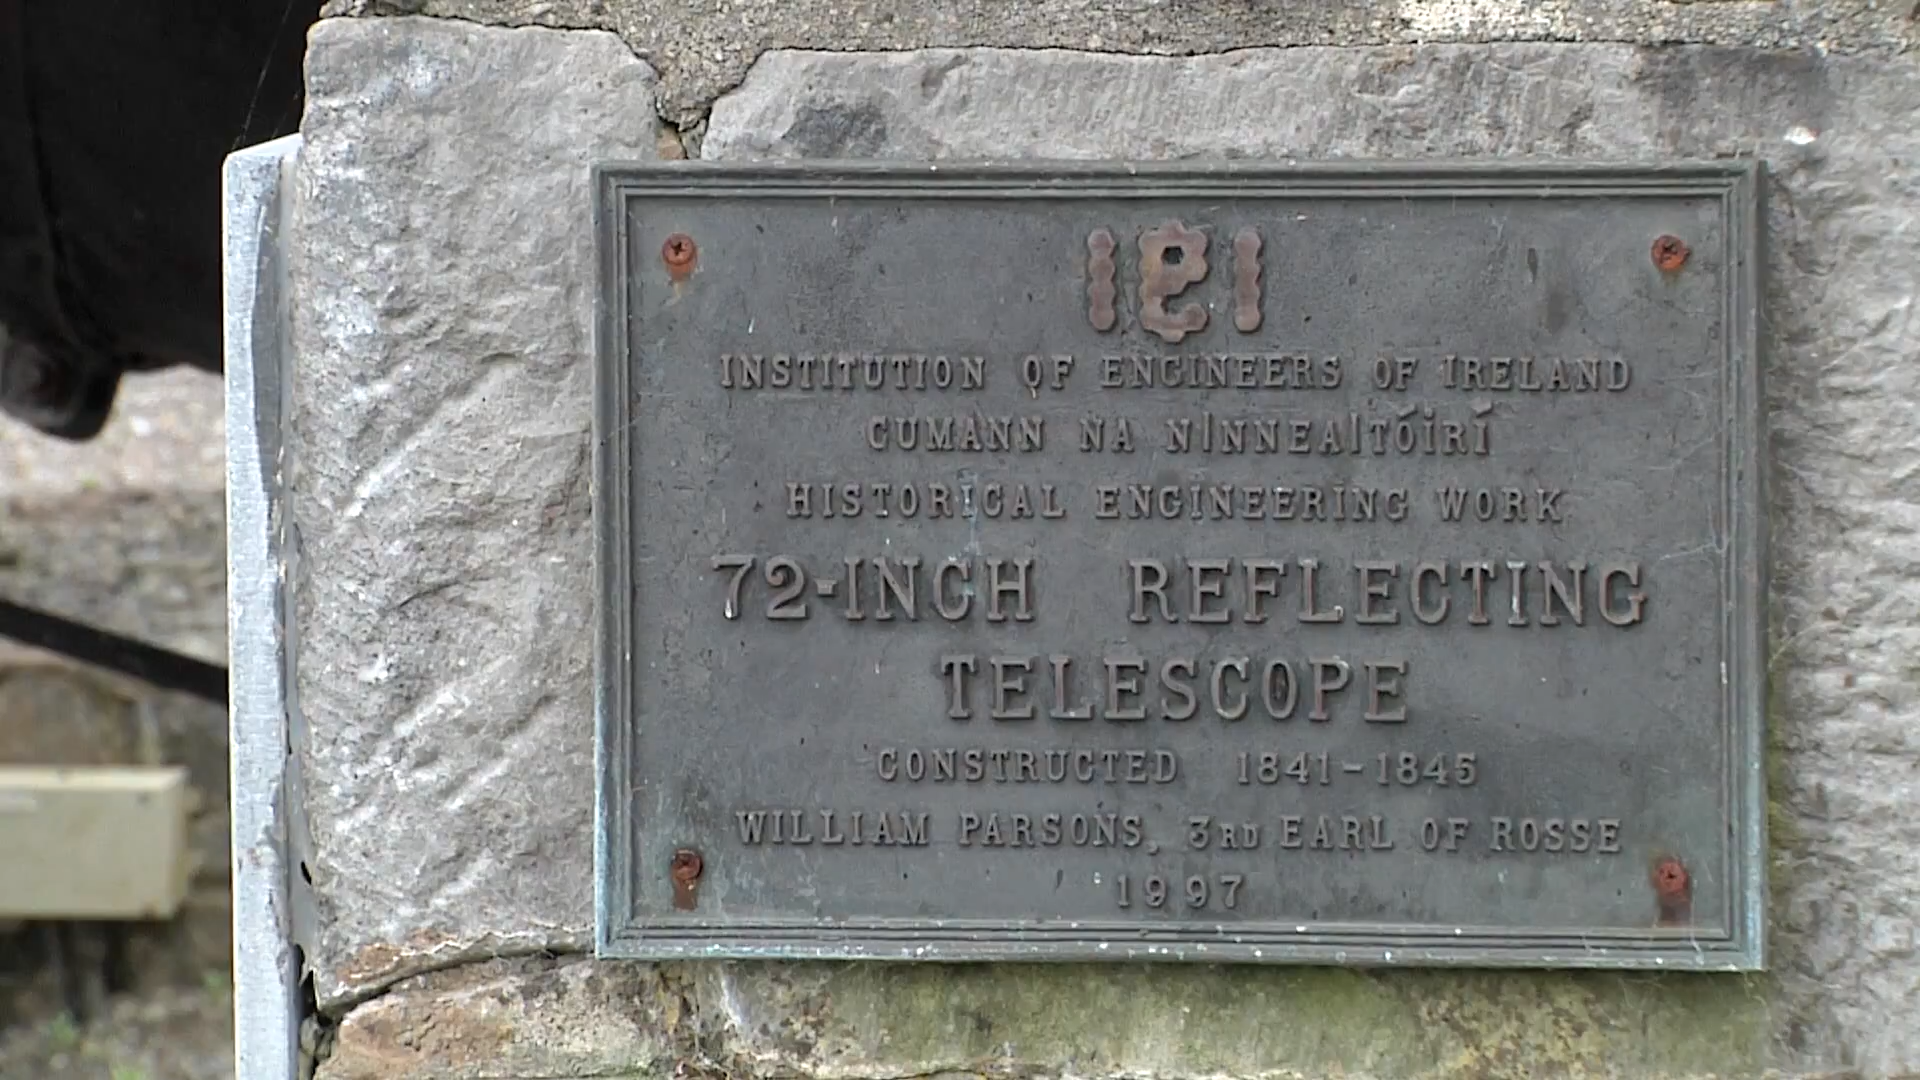 IEI
INSTITUTION OF ENGINEERS OF IRELAND
CUMANN NA NINNEALTÓIRÍ
HISTORICAL ENGINEERING WORK
72-INCH REFLECTING
TELESCOPE
CONSTRUCTED 1841-1845
WILLIAM PARSONS, 3RD EARL OF ROSSE
1997